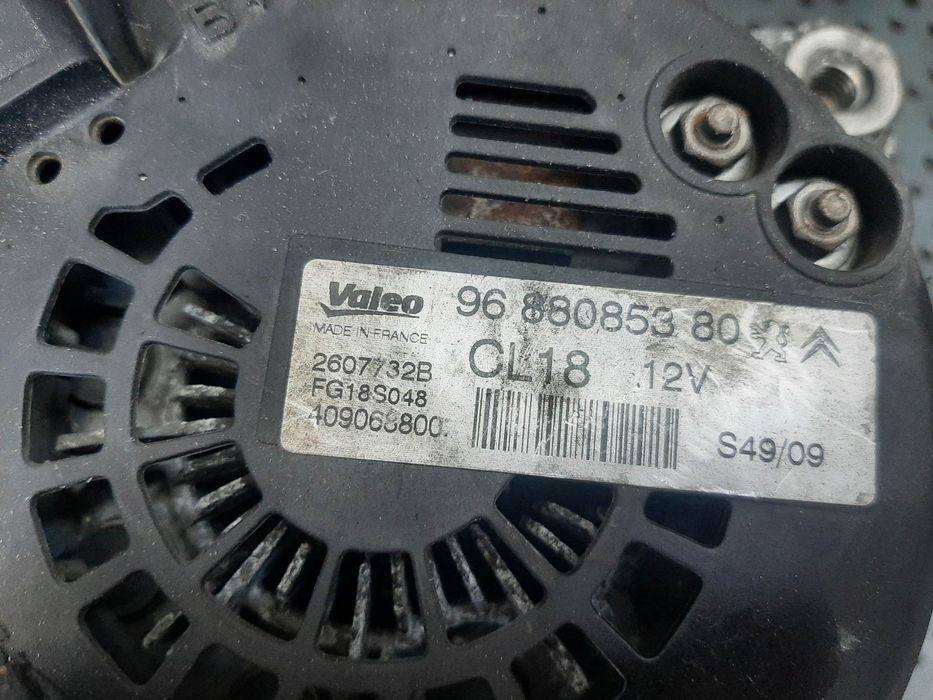 Valeo
96 880853 80
MADE IN FRANCE
CL18 12V
2607732B
FG18S048
409068800
S49/09